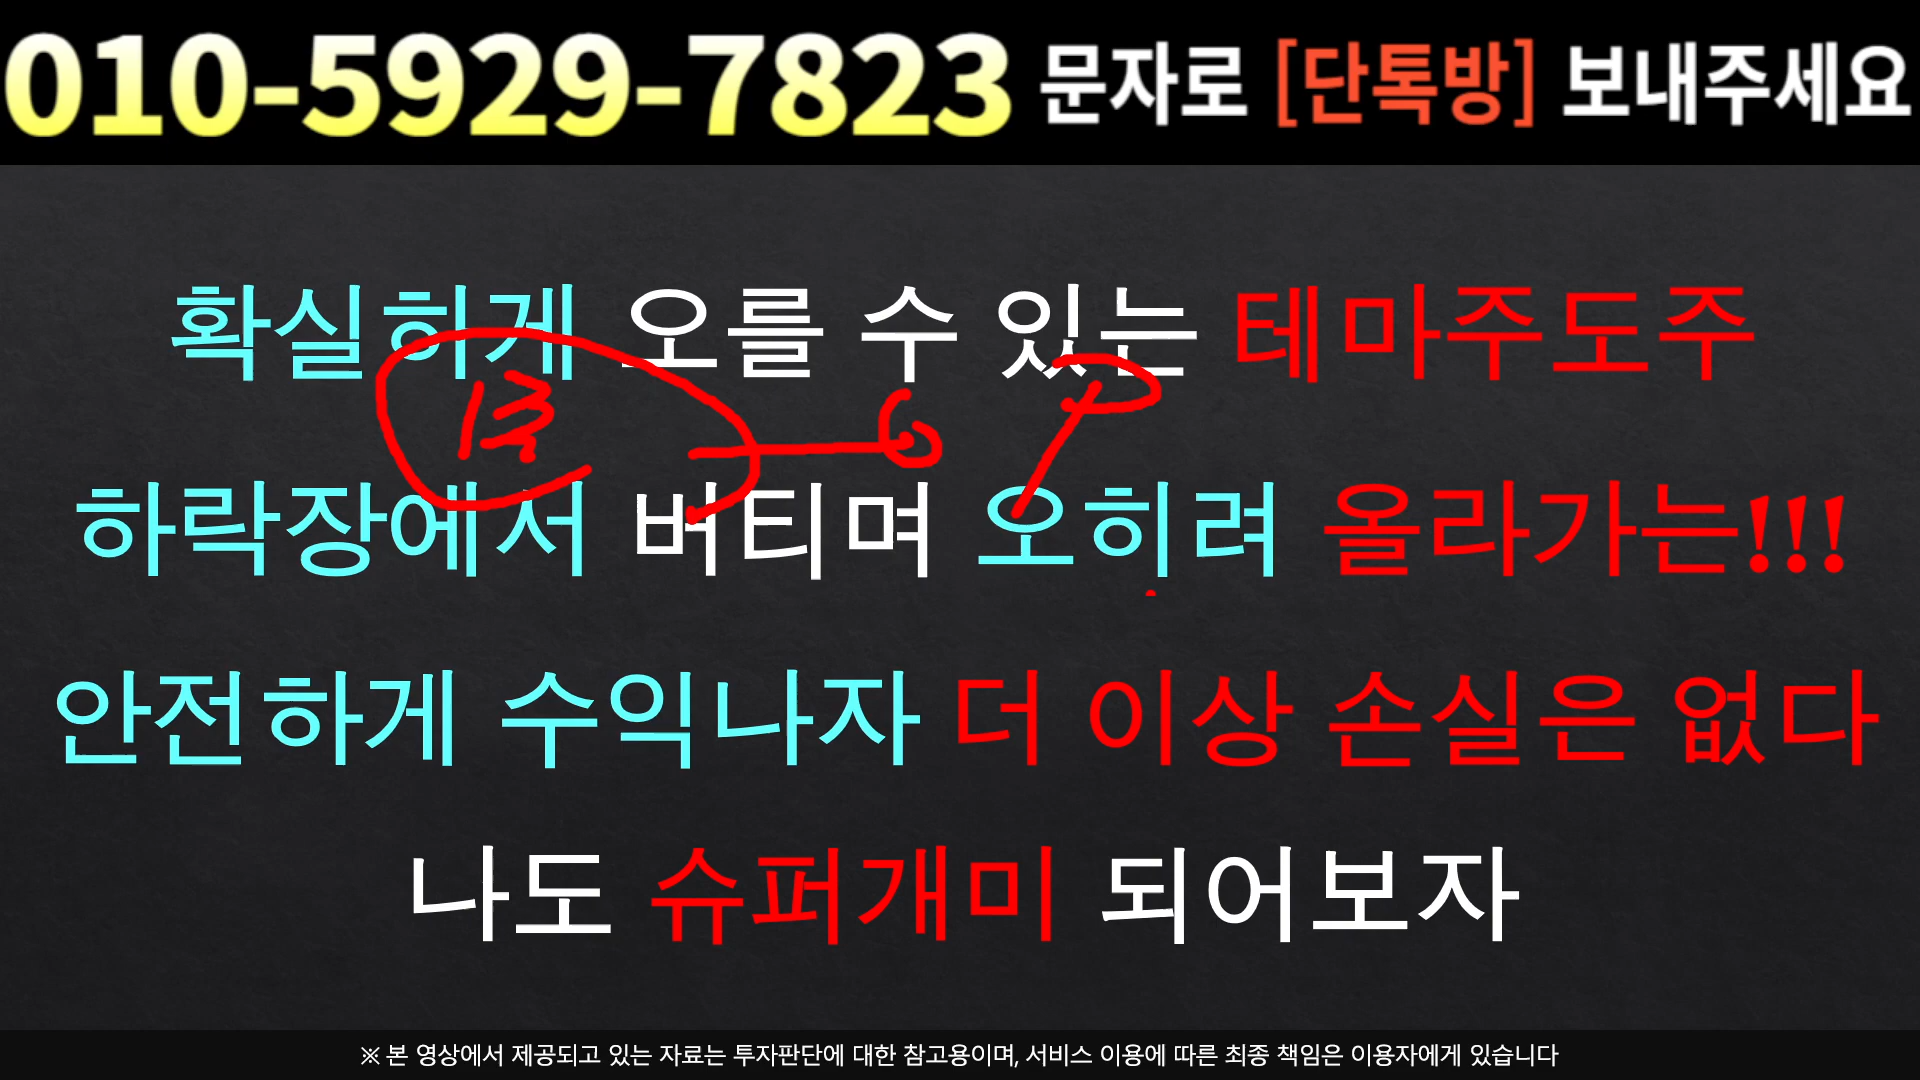 010-5929-7823 문자로 [단톡방] 보내주세요
확실하게 오를 수 있는 테마주도주
13
하락장에서 버티며 오히려 올라가는!!!
안전하게 수익나자 더 이상 손실은 없다
나도 슈퍼개미 되어보자
※ 본 영상에서 제공되고 있는 자료는 투자판단에 대한 참고용이며, 서비스 이용에 따른 최종 책임은 이용자에게 있습니다